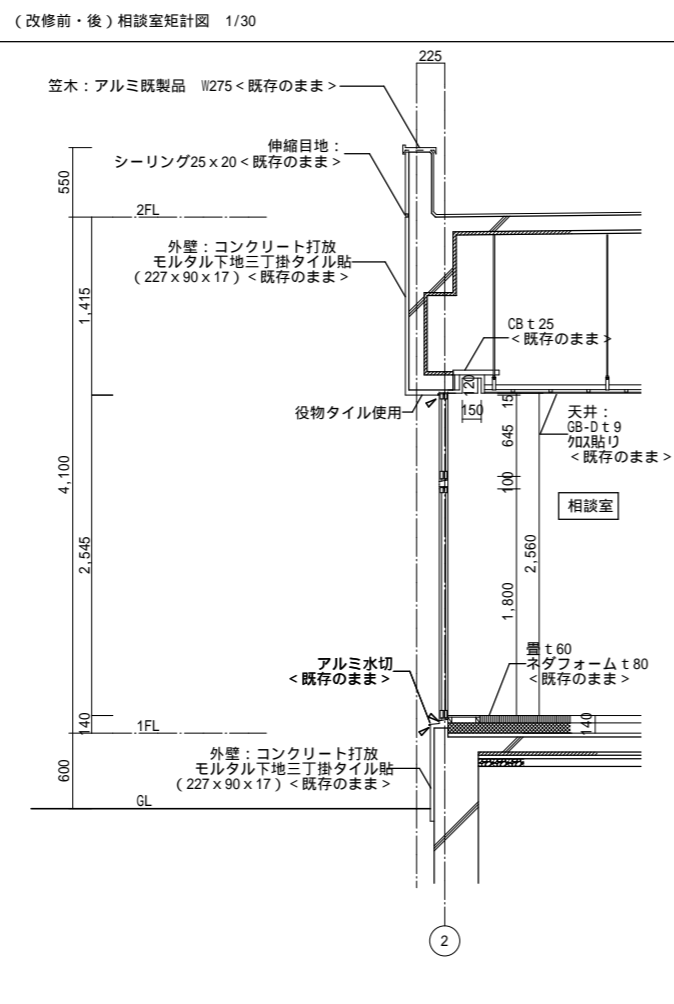 (改修前・後)相談室矩計図 1/30
225
笠木：アルミ既製品 W275<既存のまま>
伸縮目地：
シーリング25x20<既存のまま>
550
2FL
外壁：コンクリート打放
モルタル下地三丁掛タイル貼
(227x90x17)<既存のまま>
1,415
CBt25
<既存のまま>
120
150
役物タイル使用
15
645
天井：
GB-Dt9
クロス貼り
<既存のまま>
4,100
100
相談室
2,545
2,560
1,800
アルミ水切
<既存のまま>
畳t60
ネダフォームt80
<既存のまま>
140
140
1FL
外壁：コンクリート打放
モルタル下地三丁掛タイル貼
(227x90x17)<既存のまま>
600
GL
2